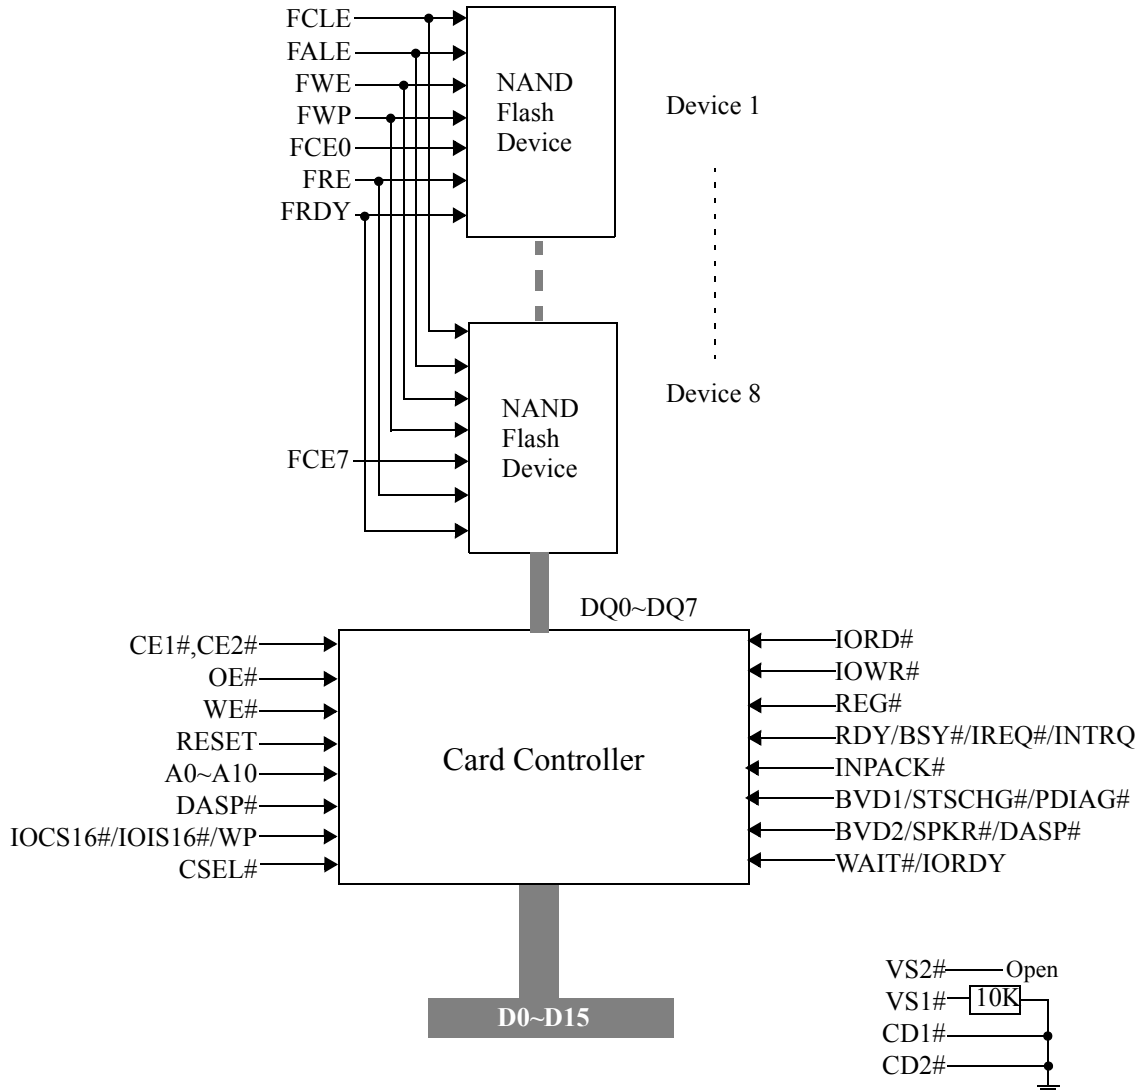 FCLE
FALE
FWE
FWP
FCE0
FRE
FRDY
NAND
Flash
Device
Device 1
Device 8
NAND
Flash
Device
FCE7
DQ0~DQ7
CE1#,CE2#
OE#
WE#
RESET
A0~A10
DASP#
IOCS16#/IOIS16#/WP
CSEL#
Card Controller
IORD#
IOWR#
REG#
RDY/BSY#/IREQ#/INTRQ
INPACK#
BVD1/STSCHG#/PDIAG#
BVD2/SPKR#/DASP#
WAIT#/IORDY
D0~D15
VS2# Open
VS1# 10K
CD1#
CD2#